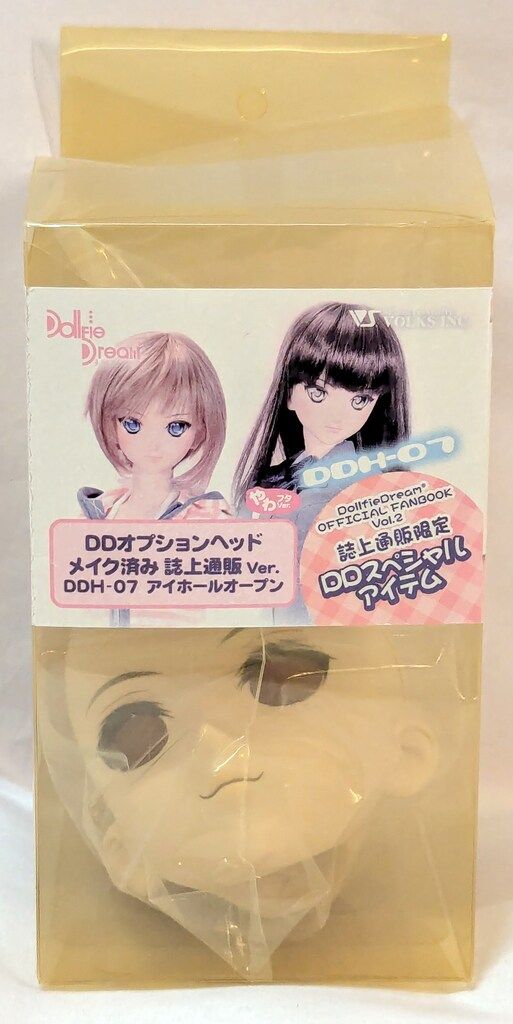 Dollfie
Dream
VS VOLKS INC
DDH-07
やわ フタ
Ver.
DDオプションヘッド
メイク済み 誌上通販 Ver.
DDH-07 アイホールオープン
DollfieDream®
OFFICIAL FANBOOK
Vol.2
誌上通販限定
DDスペシャル
アイテム